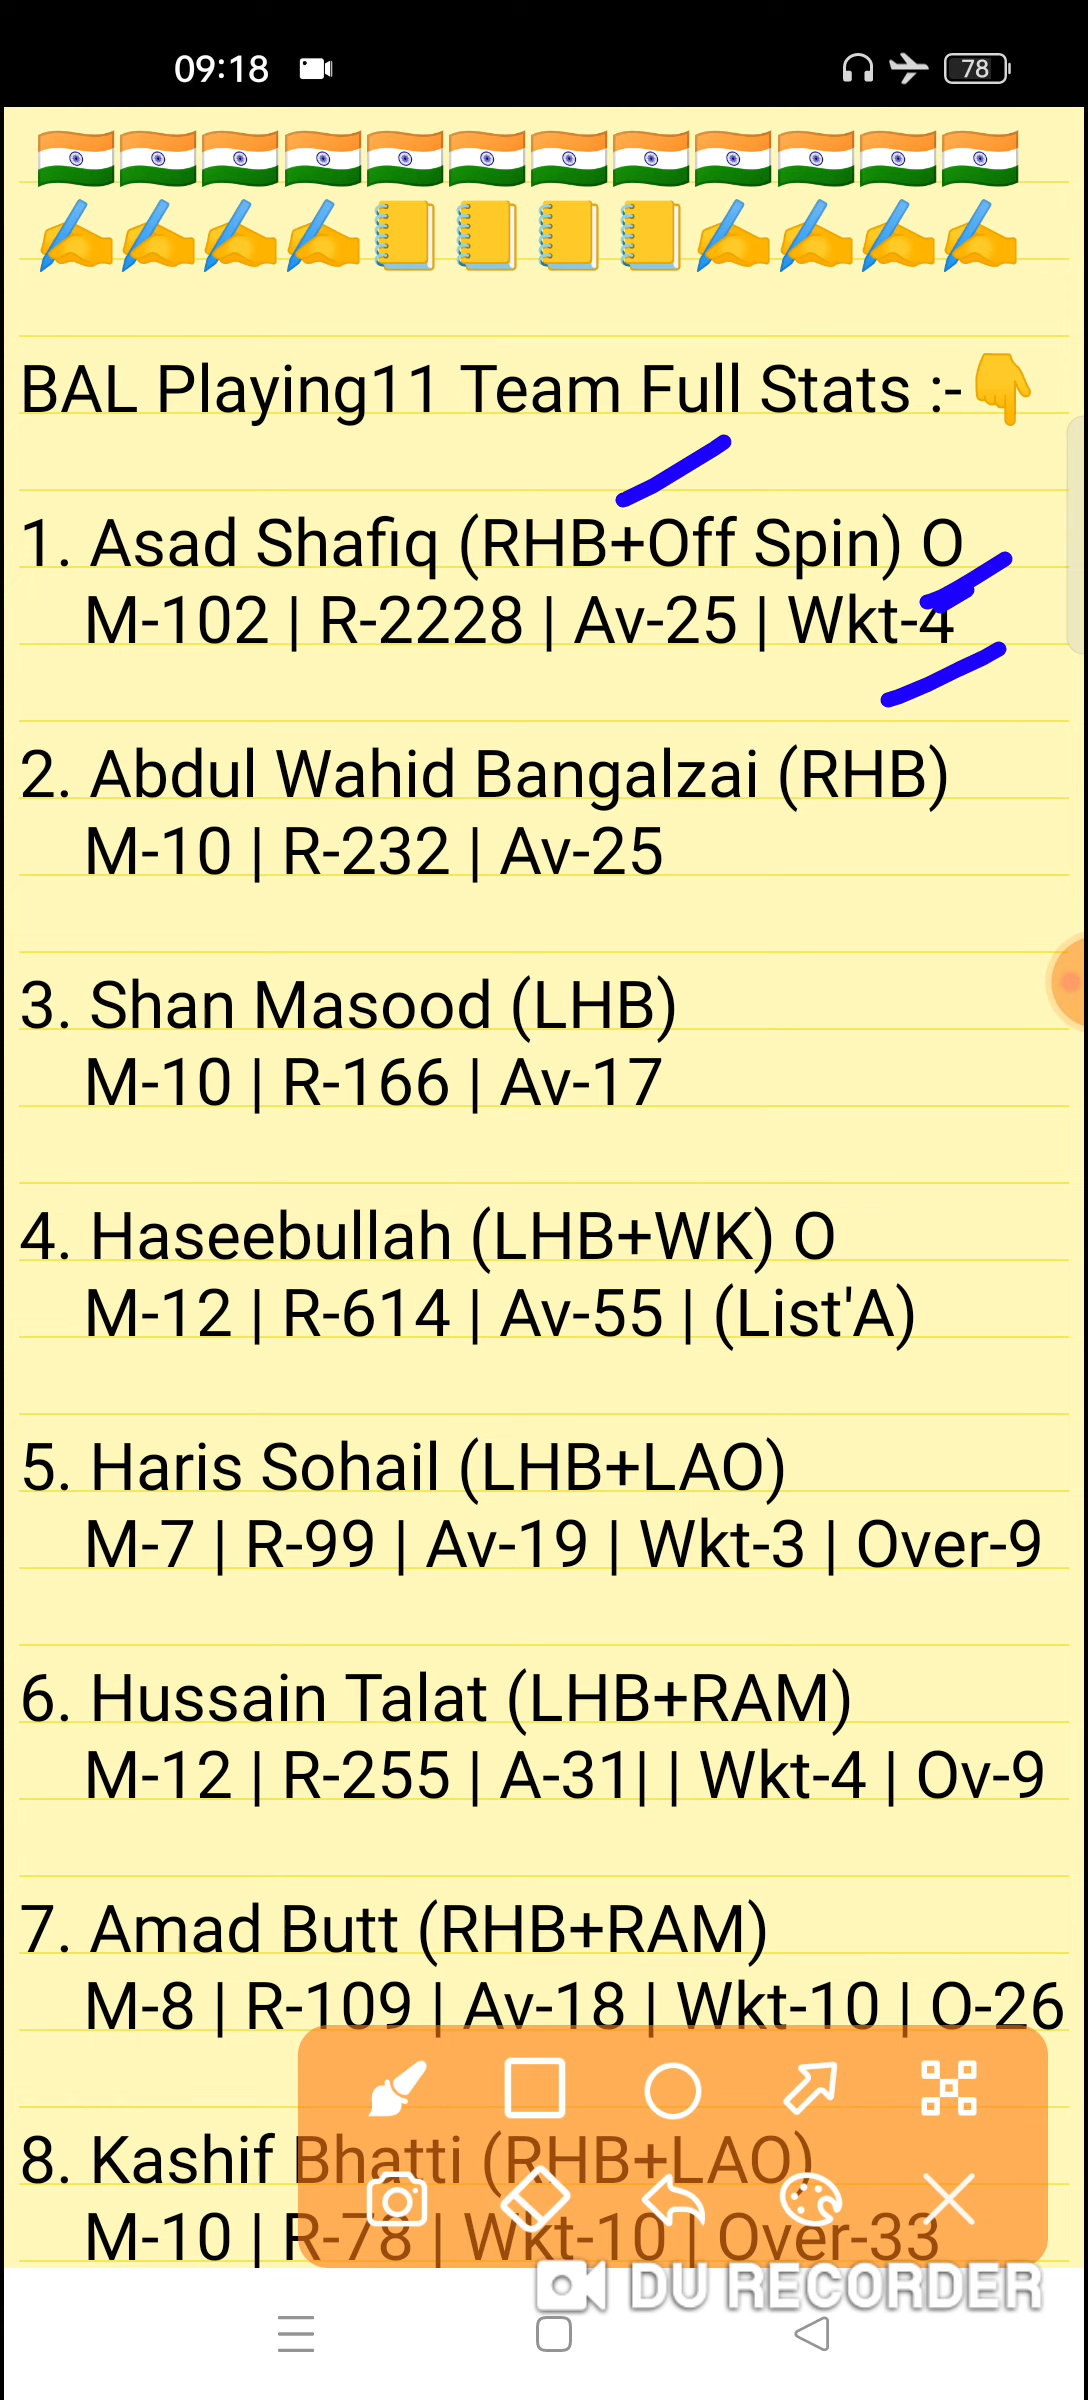 09:18
78
BAL Playing11 Team Full Stats :-
1. Asad Shafiq (RHB+Off Spin) O
M-102 | R-2228 | Av-25 | Wkt-4
2. Abdul Wahid Bangalzai (RHB)
M-10 | R-232 | Av-25
3. Shan Masood (LHB)
M-10 | R-166 | Av-17
4. Haseebullah (LHB+WK) O
M-12 | R-614 | Av-55 | (List'A)
5. Haris Sohail (LHB+LAO)
M-7 | R-99 | Av-19 | Wkt-3 | Over-9
6. Hussain Talat (LHB+RAM)
M-12 | R-255 | A-31| | Wkt-4 | Ov-9
7. Amad Butt (RHB+RAM)
M-8 | R-109 | Av-18 | Wkt-10 | O-26
8. Kashif Bhatti (RHB+LAO)
M-10 | R-78 | Wkt-10 | Over-33
DU RECORDER